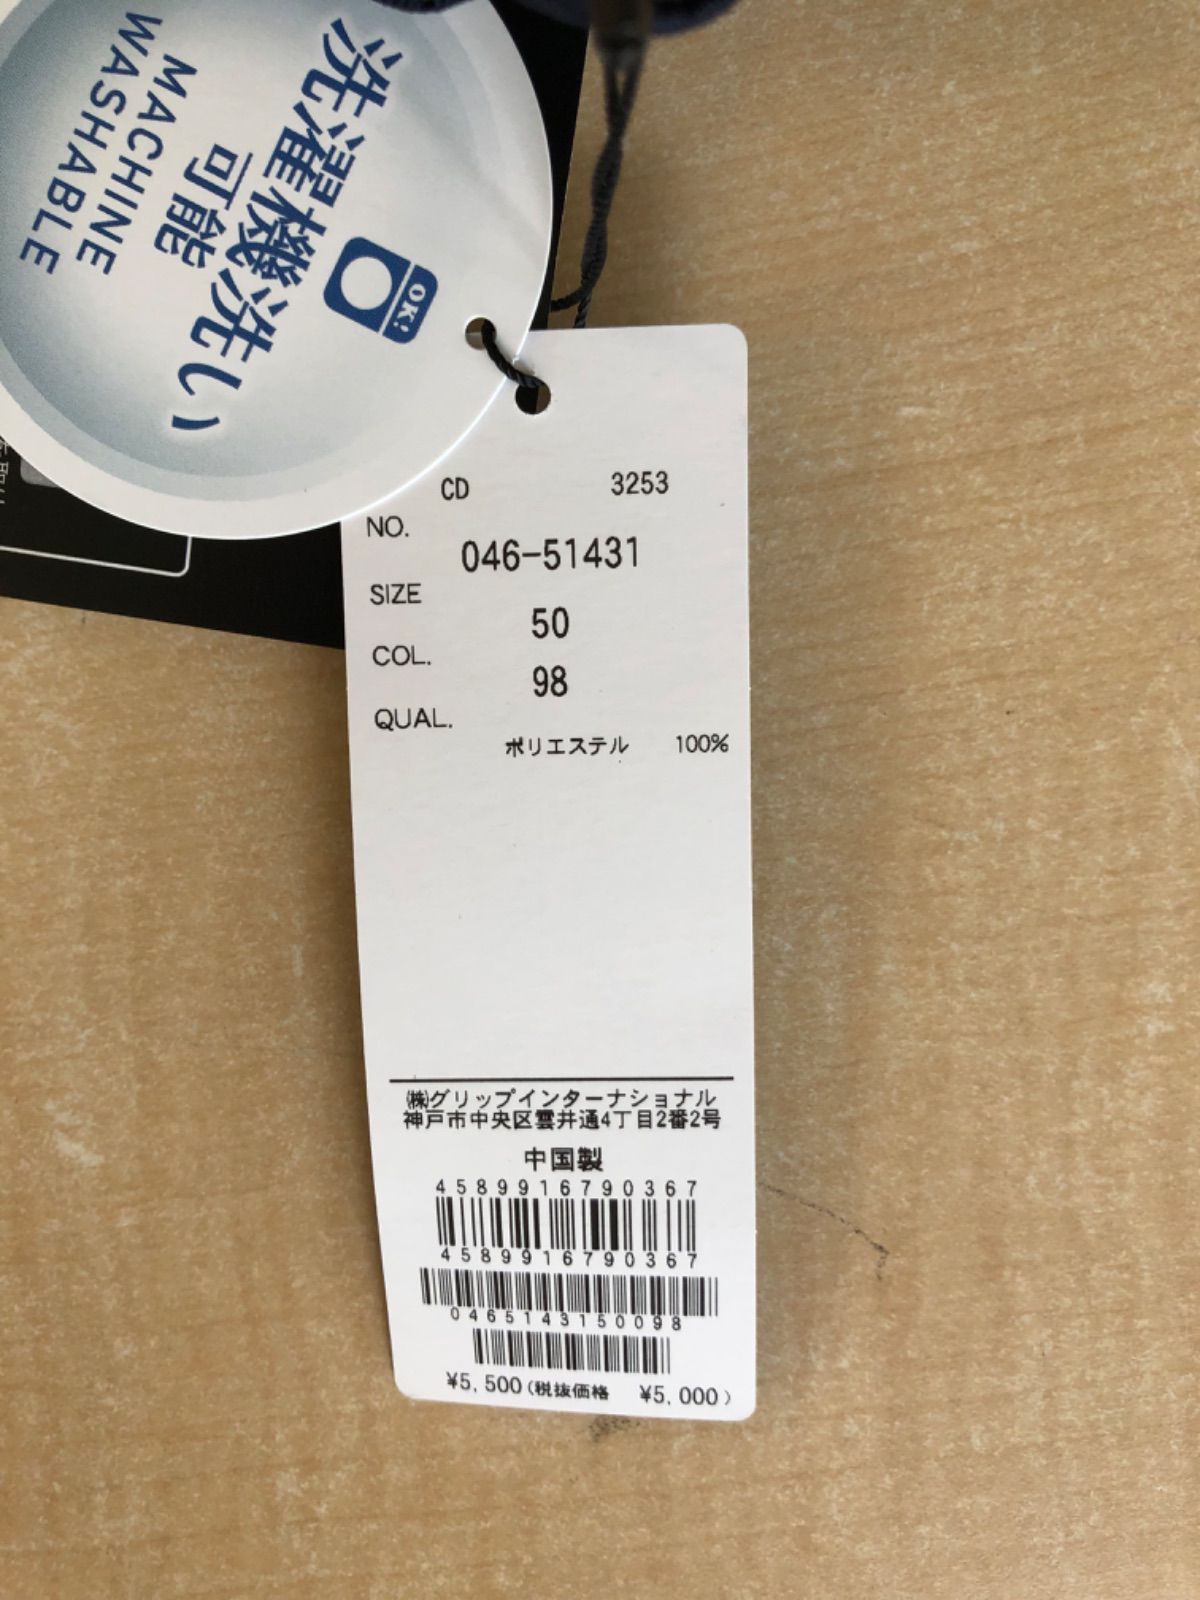 洗濯機洗い
可能
MACHINE
WASHABLE
OK!
CD 3253
NO.
046-51431
SIZE
50
COL.
98
QUAL.
ポリエステル 100%
㈱グリップインターナショナル
神戸市中央区雲井通4丁目2番2号
中国製
4589916790367
4589916790367
0465143150098
¥5,500(税抜価格 ¥5,000)